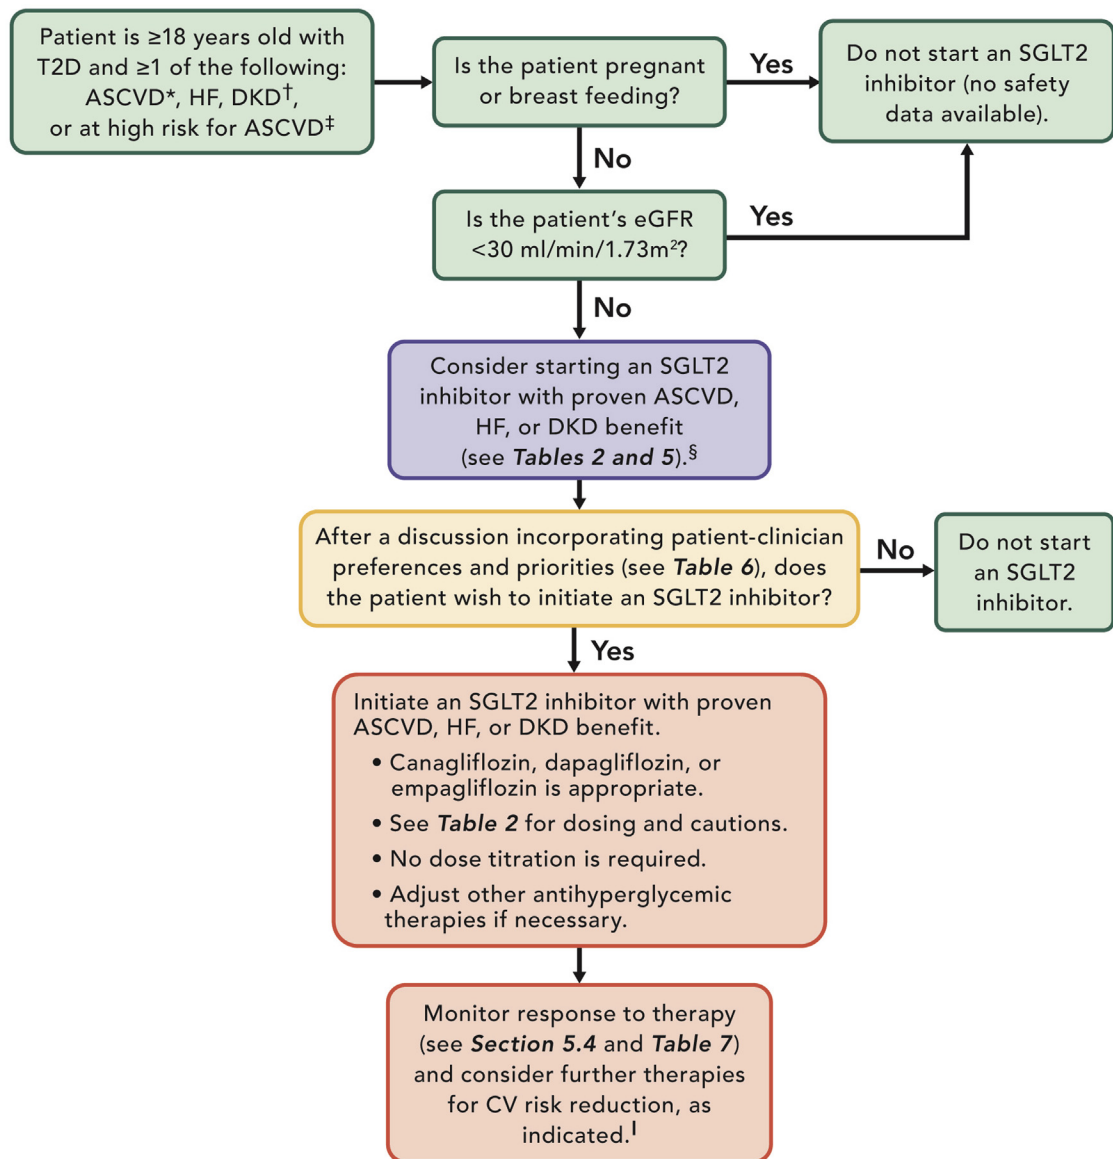 Patient is ≥18 years old with
T2D and ≥1 of the following:
ASCVD*, HF, DKD†,
or at high risk for ASCVD‡
Is the patient pregnant
or breast feeding?
Yes
Do not start an SGLT2
inhibitor (no safety
data available).
No
Is the patient's eGFR
<30 ml/min/1.73m²?
Yes
No
Consider starting an SGLT2
inhibitor with proven ASCVD,
HF, or DKD benefit
(see Tables 2 and 5).§
After a discussion incorporating patient-clinician
preferences and priorities (see Table 6), does
the patient wish to initiate an SGLT2 inhibitor?
No
Do not start
an SGLT2
inhibitor.
Yes
Initiate an SGLT2 inhibitor with proven
ASCVD, HF, or DKD benefit.
• Canagliflozin, dapagliflozin, or
empagliflozin is appropriate.
• See Table 2 for dosing and cautions.
• No dose titration is required.
• Adjust other antihyperglycemic
therapies if necessary.
Monitor response to therapy
(see Section 5.4 and Table 7)
and consider further therapies
for CV risk reduction, as
indicated.|